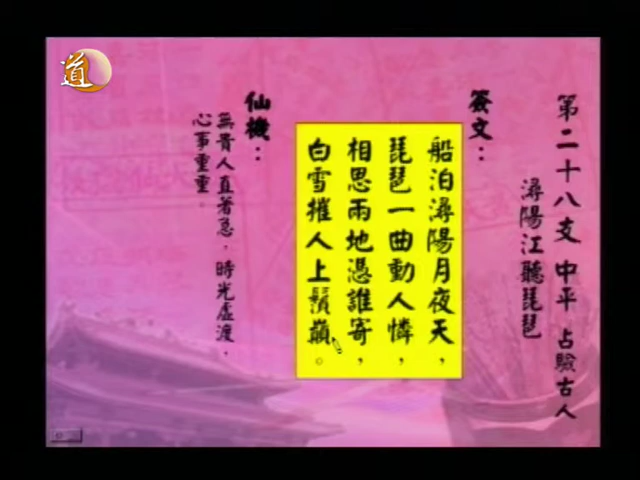 道
第二十八支 中平 占驗古人
潯陽江聽琵琶
簽文：
船泊潯陽月夜天，
琵琶一曲動人憐，
相思兩地憑誰寄，
白雪摧人上鬢巔。
仙機：
無貴人直著急，時光虛渡，
心事重重。